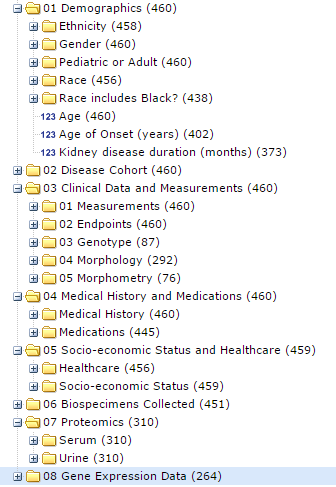 01 Demographics (460)
Ethnicity (458)
Gender (460)
Pediatric or Adult (460)
Race (456)
Race includes Black? (438)
123 Age (460)
123 Age of Onset (years) (402)
123 Kidney disease duration (months) (373)
02 Disease Cohort (460)
03 Clinical Data and Measurements (460)
01 Measurements (460)
02 Endpoints (460)
03 Genotype (87)
04 Morphology (292)
05 Morphometry (76)
04 Medical History and Medications (460)
Medical History (460)
Medications (445)
05 Socio-economic Status and Healthcare (459)
Healthcare (456)
Socio-economic Status (459)
06 Biospecimens Collected (451)
07 Proteomics (310)
Serum (310)
Urine (310)
08 Gene Expression Data (264)